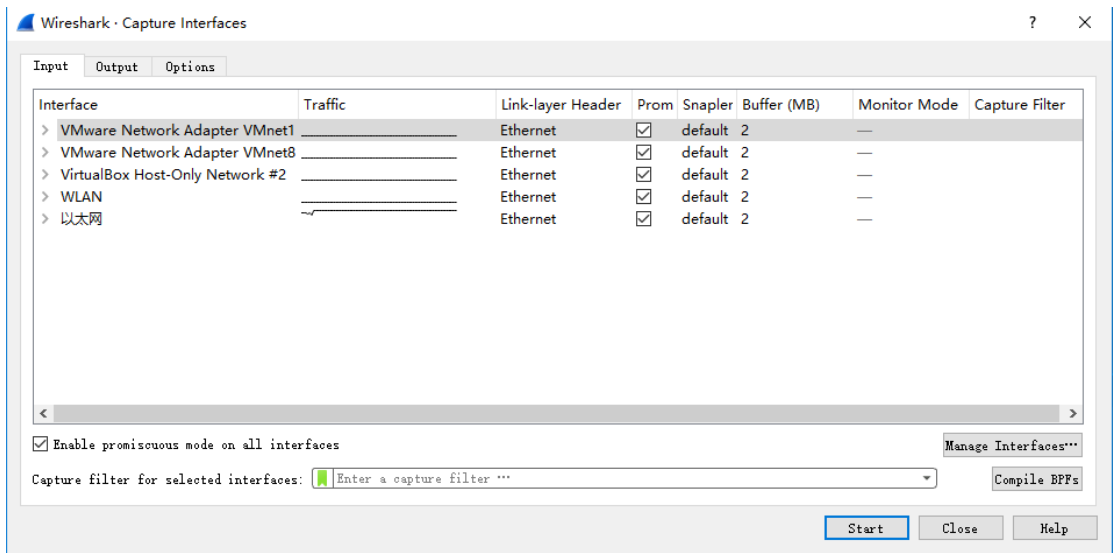 Wireshark · Capture Interfaces ? ×
Input Output Options
Interface Traffic Link-layer Header Prom Snaplen Buffer (MB) Monitor Mode Capture Filter
VMware Network Adapter VMnet1 Ethernet default 2 —
VMware Network Adapter VMnet8 Ethernet default 2 —
VirtualBox Host-Only Network #2 Ethernet default 2 —
WLAN Ethernet default 2 —
以太网 Ethernet default 2 —
Enable promiscuous mode on all interfaces
Manage Interfaces…
Capture filter for selected interfaces: Enter a capture filter … Compile BPFs
Start Close Help